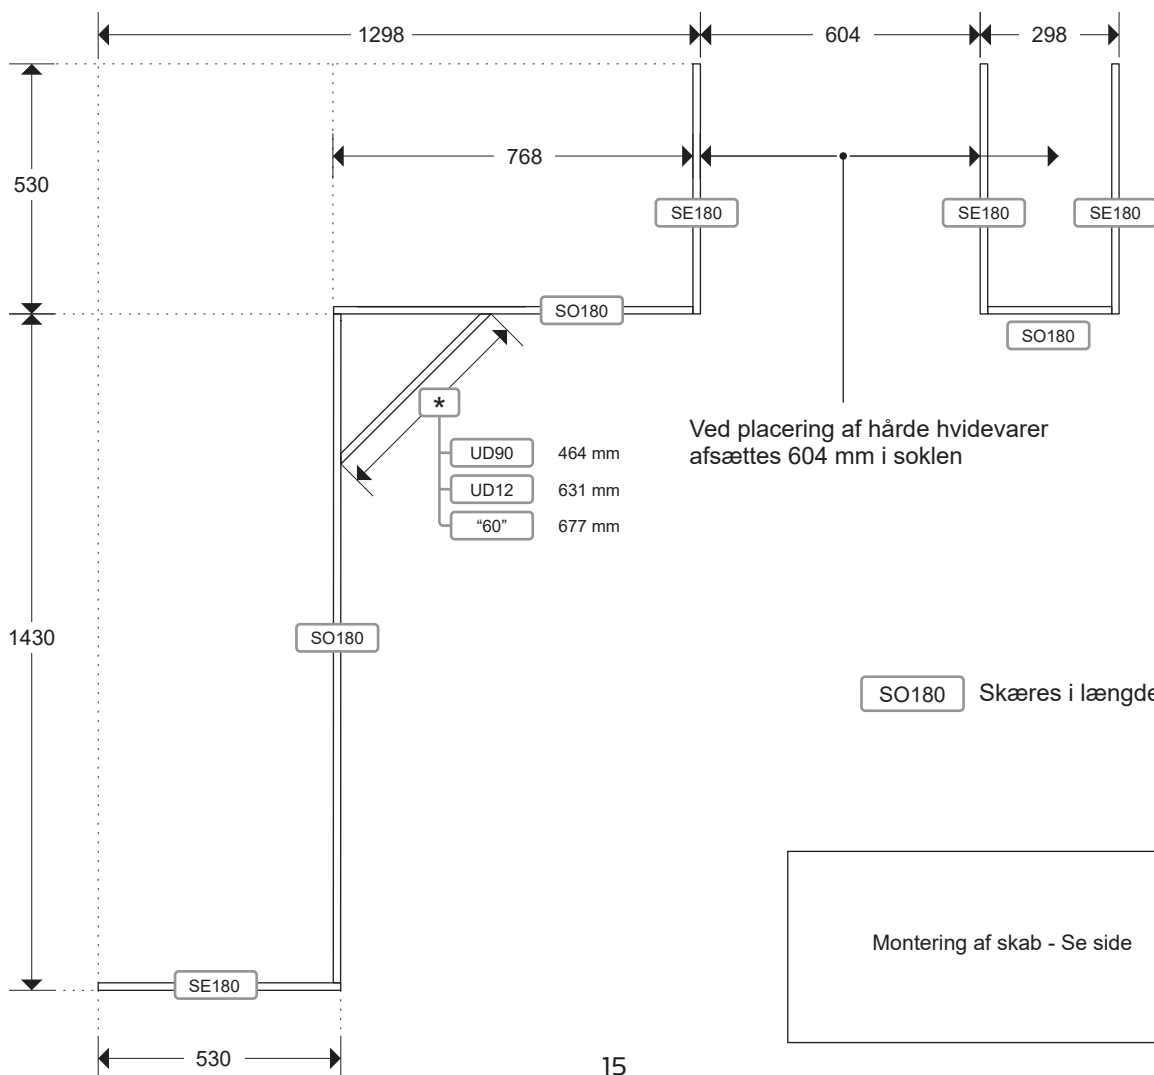 1298
604
298
530
768
SE180
SE180
SE180
SO180
SO180
*
UD90 464 mm
UD12 631 mm
“60” 677 mm
Ved placering af hårde hvidevarer
afsættes 604 mm i soklen
1430
SO180
SO180 Skæres i længde
Montering af skab - Se side
SE180
530
15